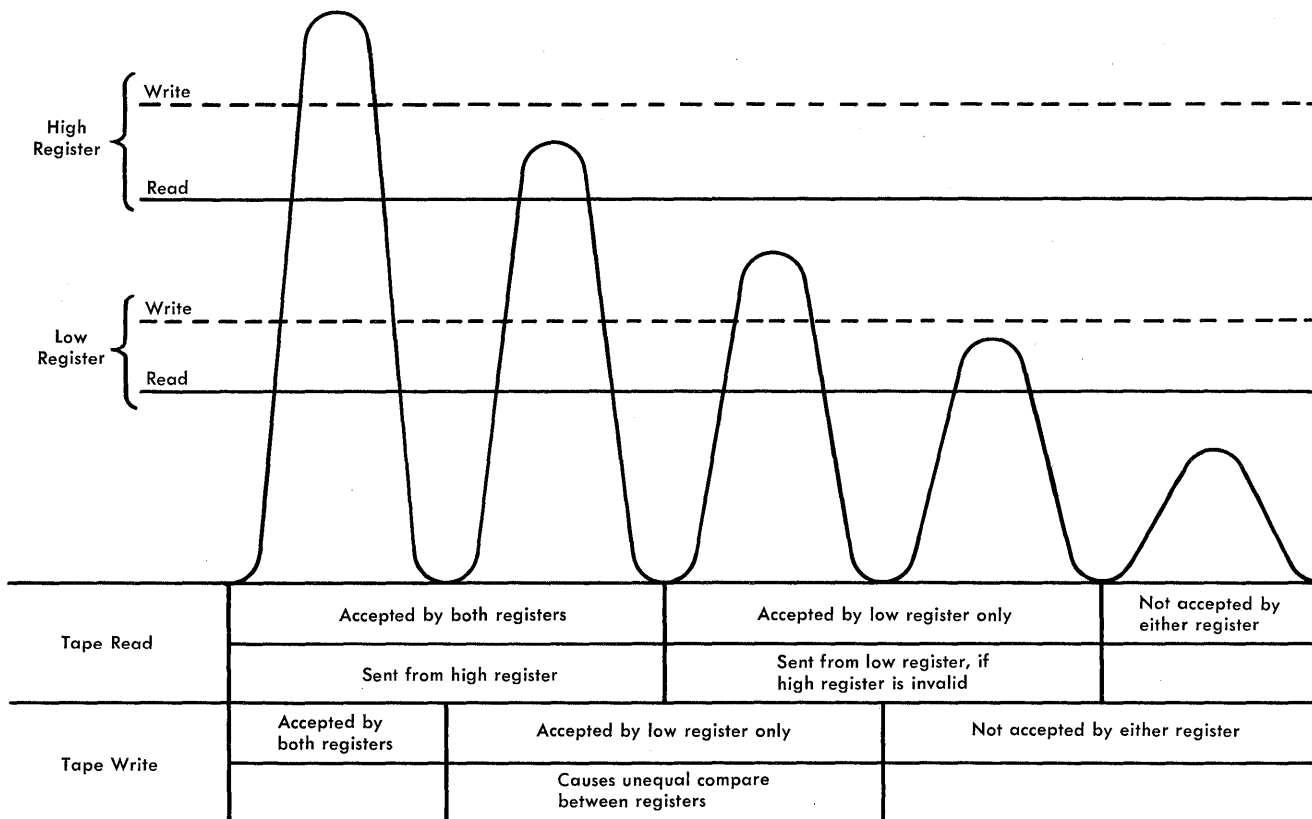 Write
High
Register
Read
Write
Low
Register
Read
Tape Read
Accepted by both registers
Accepted by low register only
Not accepted by
either register
Sent from high register
Sent from low register, if
high register is invalid
Tape Write
Accepted by
both registers
Accepted by low register only
Not accepted by either register
Causes unequal compare
between registers